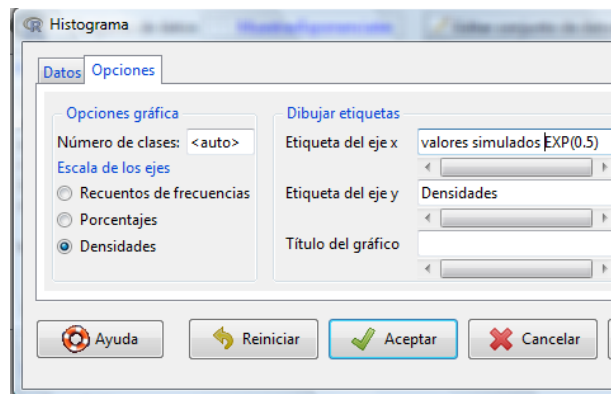 Histograma
Datos Opciones
Opciones gráfica
Número de clases: <auto>
Escala de los ejes
Recuentos de frecuencias
Porcentajes
Densidades
Dibujar etiquetas
Etiqueta del eje x valores simulados EXP(0.5)
Etiqueta del eje y Densidades
Título del gráfico
Ayuda Reiniciar Aceptar Cancelar